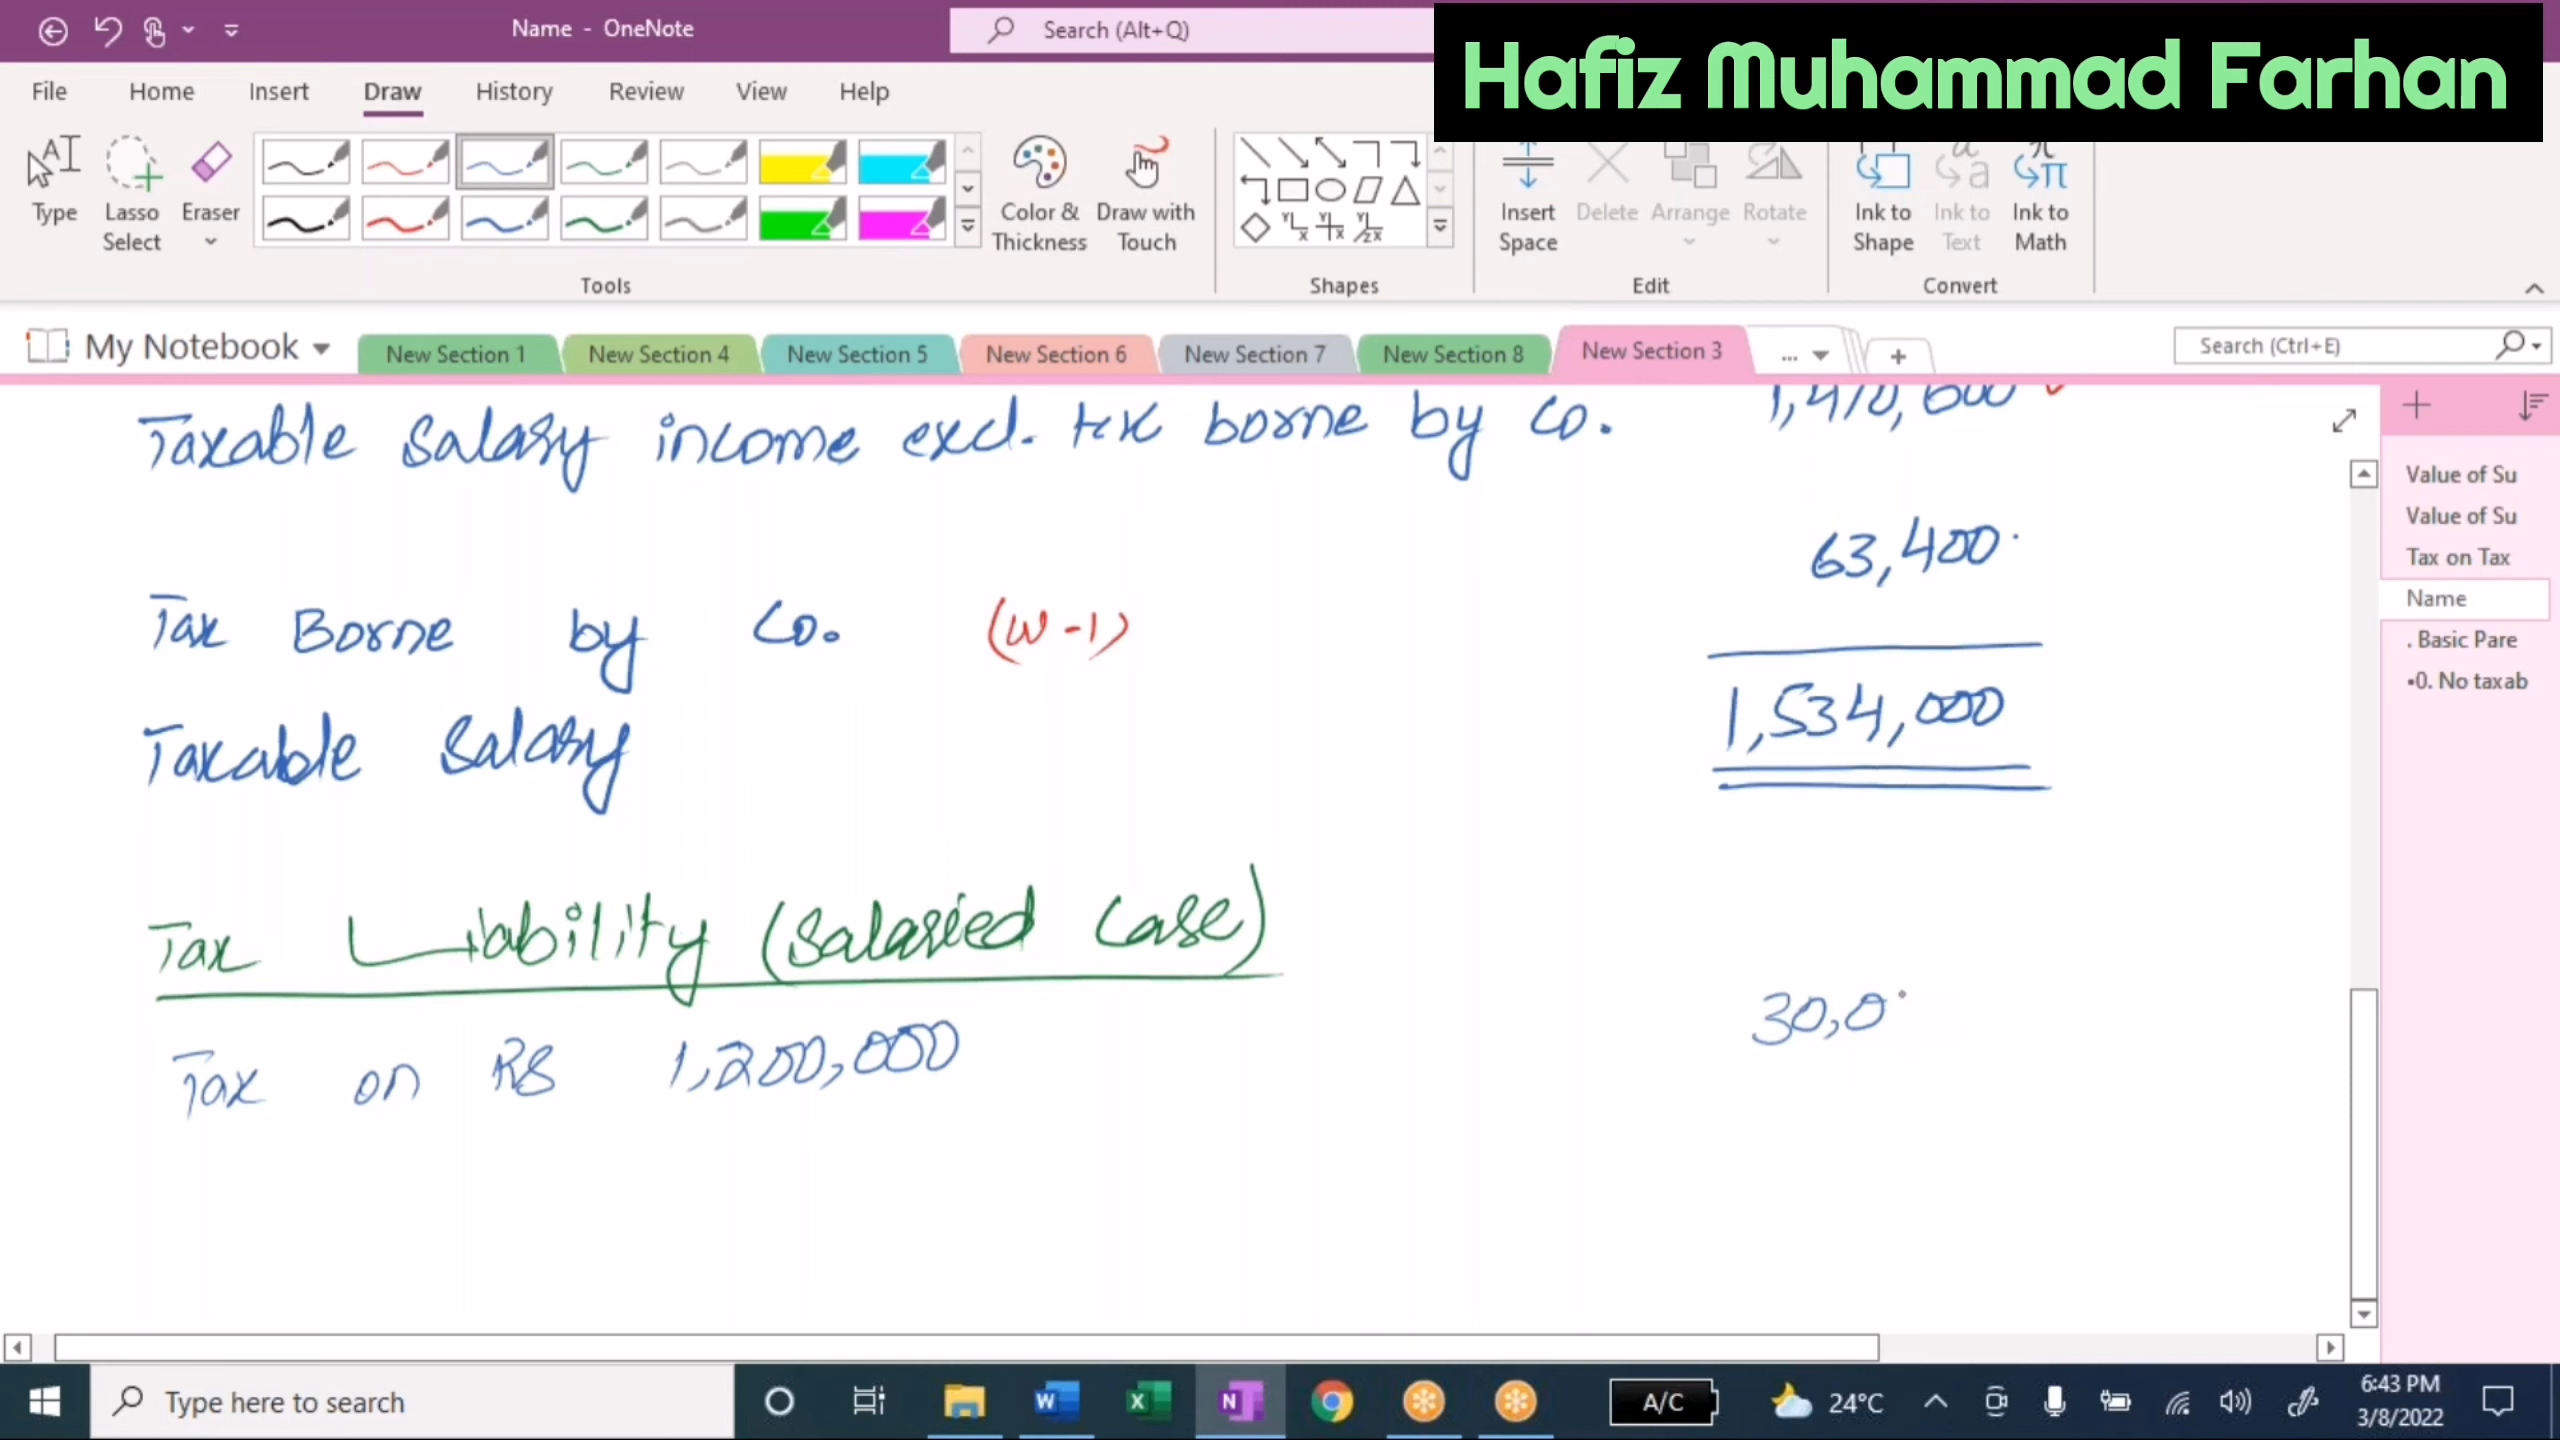 Name - OneNote
Search (Alt+Q)
Hafiz Muhammad Farhan
File Home Insert Draw History Review View Help
Type
Lasso Select
Eraser
Color & Thickness
Draw with Touch
Insert Space
Delete
Arrange
Rotate
Ink to Shape
Ink to Text
Ink to Math
Tools Shapes Edit Convert
My Notebook
New Section 1 New Section 4 New Section 5 New Section 6 New Section 7 New Section 8 New Section 3 ...
Search (Ctrl+E)
Value of Su
Value of Su
Tax on Tax
Name
. Basic Pare
•0. No taxab
Taxable Salary income excl. tax borne by Co.
63,400
Tax Borne by Co. (W-1)
Taxable Salary 1,534,000
Tax Liability (Salaried Case)
Tax on RS 1,200,000 30,0
Type here to search
A/C
24°C
6:43 PM
3/8/2022